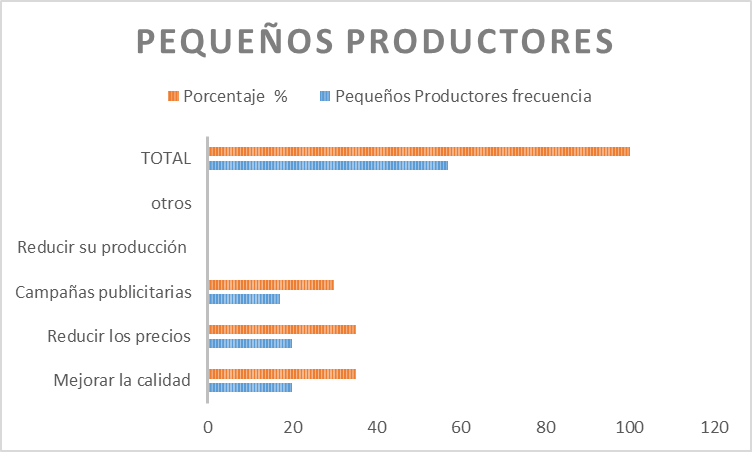 PEQUEÑOS PRODUCTORES
Porcentaje % Pequeños Productores frecuencia
TOTAL
otros
Reducir su producción
Campañas publicitarias
Reducir los precios
Mejorar la calidad
0 20 40 60 80 100 120